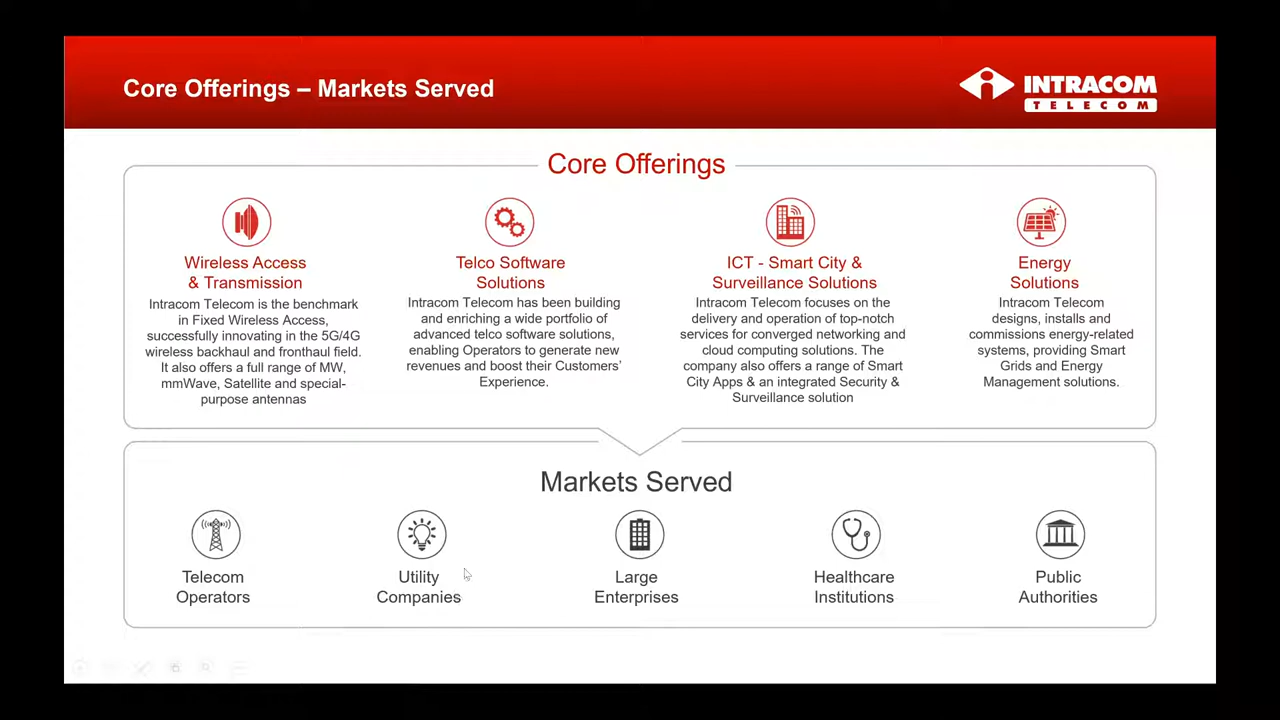 Core Offerings – Markets Served
INTRACOM
TELECOM
Core Offerings
Wireless Access
& Transmission
Intracom Telecom is the benchmark
in Fixed Wireless Access,
successfully innovating in the 5G/4G
wireless backhaul and fronthaul field.
It also offers a full range of MW,
mmWave, Satellite and special-
purpose antennas
Telco Software
Solutions
Intracom Telecom has been building
and enriching a wide portfolio of
advanced telco software solutions,
enabling Operators to generate new
revenues and boost their Customers’
Experience.
ICT - Smart City &
Surveillance Solutions
Intracom Telecom focuses on the
delivery and operation of top-notch
services for converged networking and
cloud computing solutions. The
company also offers a range of Smart
City Apps & an integrated Security &
Surveillance solution
Energy
Solutions
Intracom Telecom
designs, installs and
commissions energy-related
systems, providing Smart
Grids and Energy
Management solutions.
Markets Served
Telecom
Operators
Utility
Companies
Large
Enterprises
Healthcare
Institutions
Public
Authorities